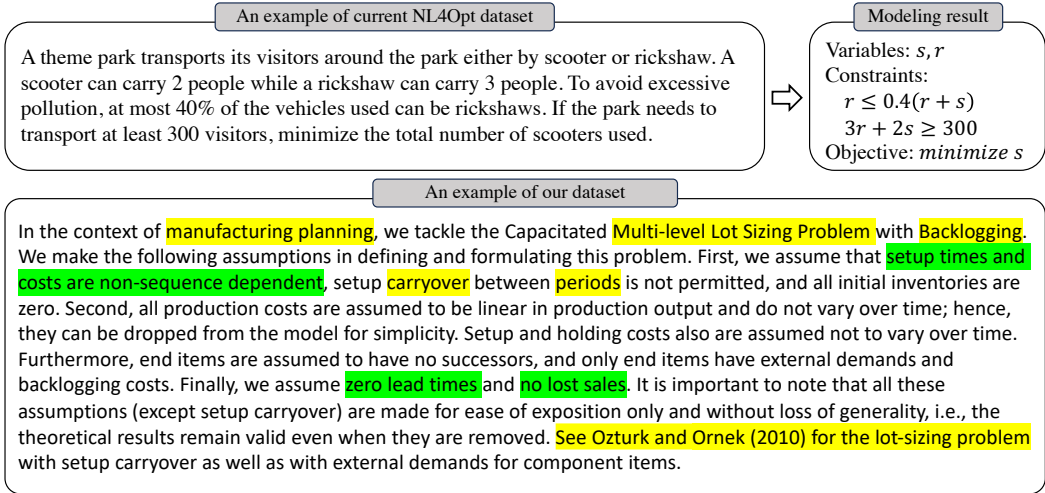 An example of current NL4Opt dataset
A theme park transports its visitors around the park either by scooter or rickshaw. A
scooter can carry 2 people while a rickshaw can carry 3 people. To avoid excessive
pollution, at most 40% of the vehicles used can be rickshaws. If the park needs to
transport at least 300 visitors, minimize the total number of scooters used.
Modeling result
Variables: s, r
Constraints:
r ≤ 0.4(r + s)
3r + 2s ≥ 300
Objective: minimize s
An example of our dataset
In the context of manufacturing planning, we tackle the Capacitated Multi-level Lot Sizing Problem with Backlogging.
We make the following assumptions in defining and formulating this problem. First, we assume that setup times and
costs are non-sequence dependent, setup carryover between periods is not permitted, and all initial inventories are
zero. Second, all production costs are assumed to be linear in production output and do not vary over time; hence,
they can be dropped from the model for simplicity. Setup and holding costs also are assumed not to vary over time.
Furthermore, end items are assumed to have no successors, and only end items have external demands and
backlogging costs. Finally, we assume zero lead times and no lost sales. It is important to note that all these
assumptions (except setup carryover) are made for ease of exposition only and without loss of generality, i.e., the
theoretical results remain valid even when they are removed. See Ozturk and Ornek (2010) for the lot-sizing problem
with setup carryover as well as with external demands for component items.